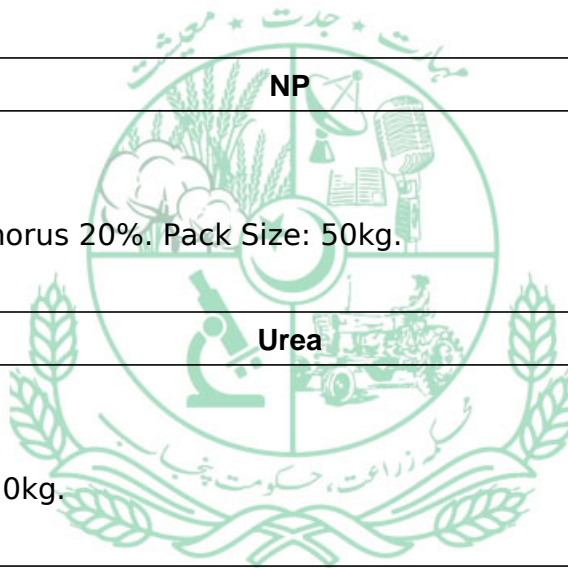 مہارت ★ جدت ★ معیشت
NP
horus 20%. Pack Size: 50kg.
Urea
محکمہ زراعت، حکومت پنجاب
0kg.